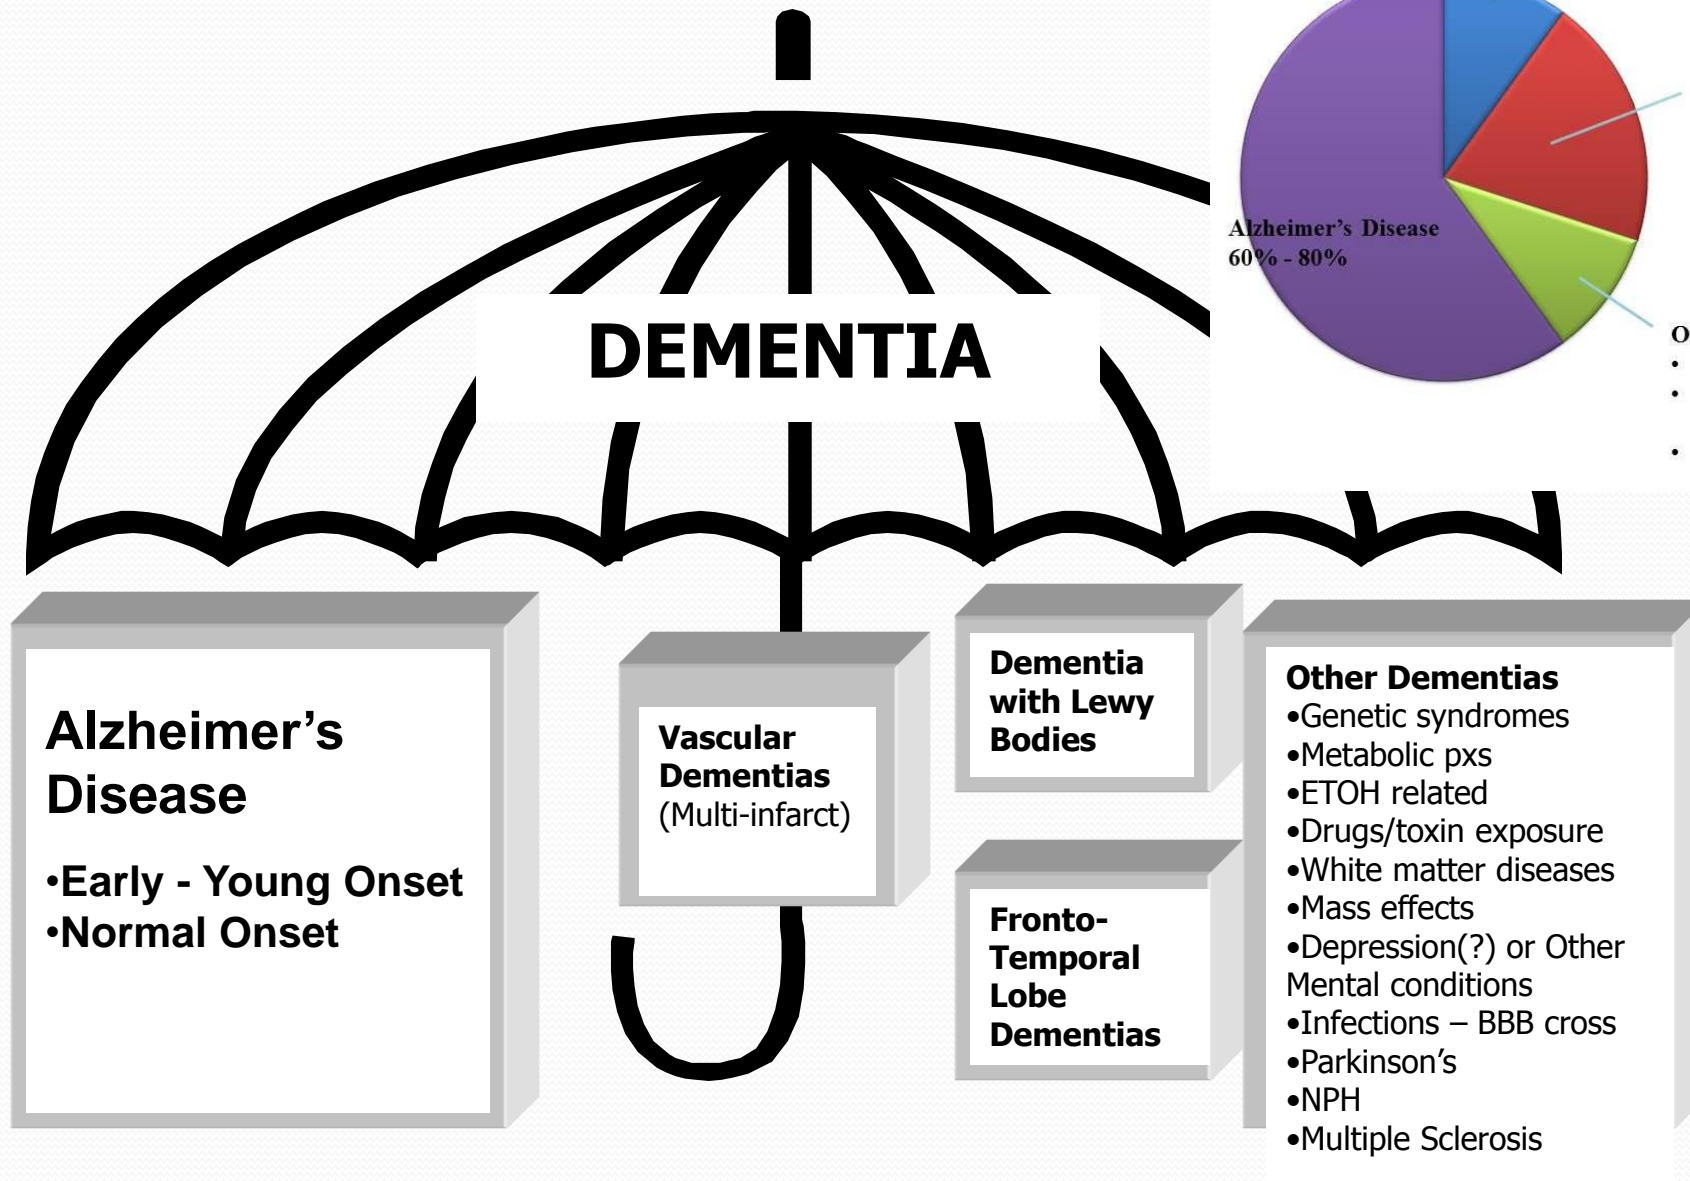 Alzheimer's Disease
60% - 80%
O
•
•
•
DEMENTIA
Alzheimer's
Disease
•Early - Young Onset
•Normal Onset
Vascular
Dementias
(Multi-infarct)
Dementia
with Lewy
Bodies
Fronto-
Temporal
Lobe
Dementias
Other Dementias
•Genetic syndromes
•Metabolic pxs
•ETOH related
•Drugs/toxin exposure
•White matter diseases
•Mass effects
•Depression(?) or Other
Mental conditions
•Infections – BBB cross
•Parkinson's
•NPH
•Multiple Sclerosis